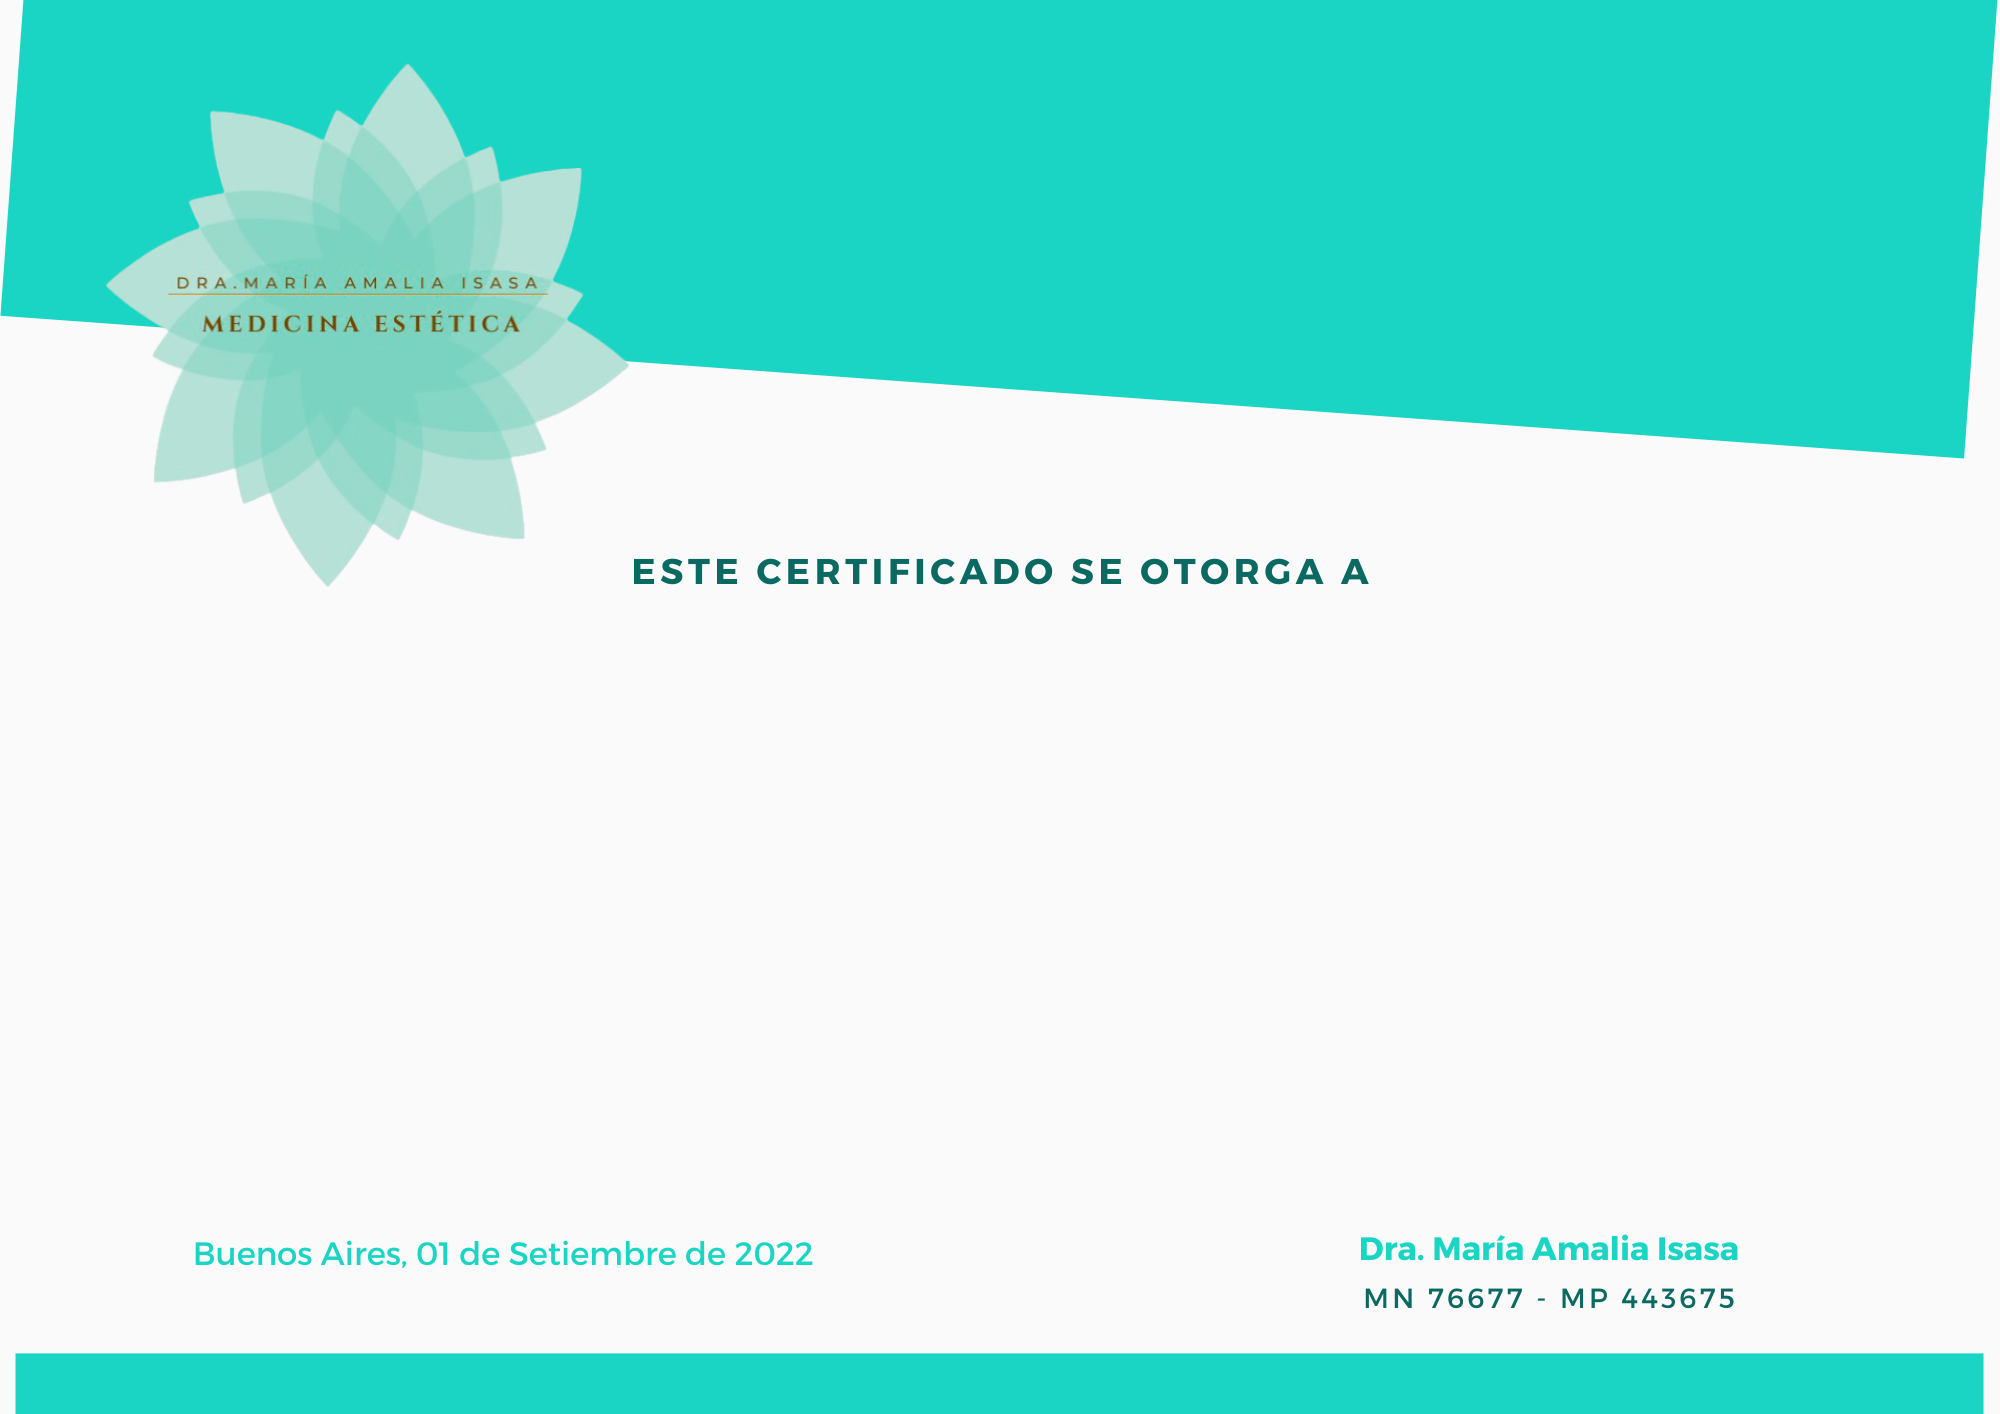 DRA.MARÍA AMALIA ISASA
MEDICINA ESTÉTICA
ESTE CERTIFICADO SE OTORGA A
Buenos Aires, 01 de Setiembre de 2022
Dra. María Amalia Isasa
MN 76677 - MP 443675